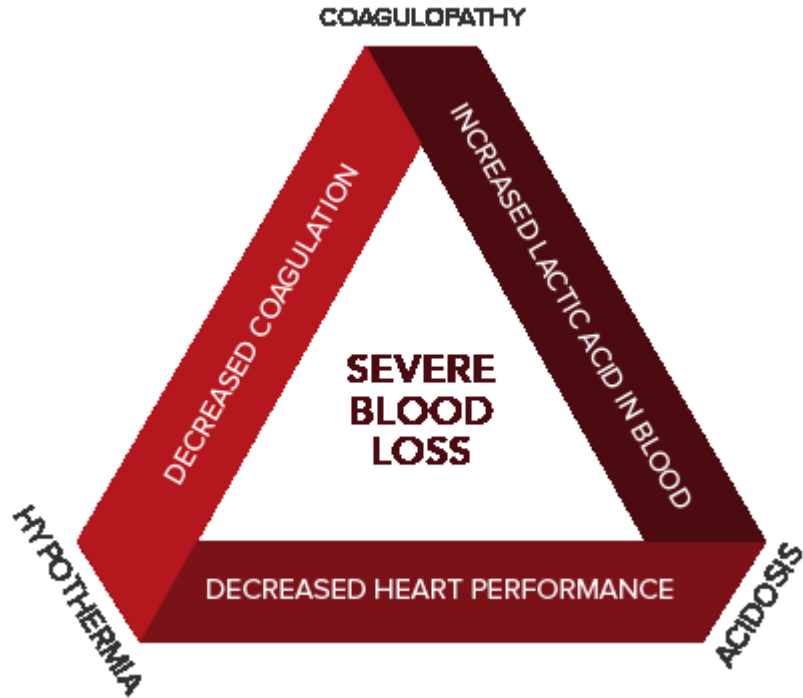 COAGULOPATHY
DECREASED COAGULATION
INCREASED LACTIC ACID IN BLOOD
SEVERE
BLOOD
LOSS
HYPOTHERMIA
DECREASED HEART PERFORMANCE
ACIDOSIS